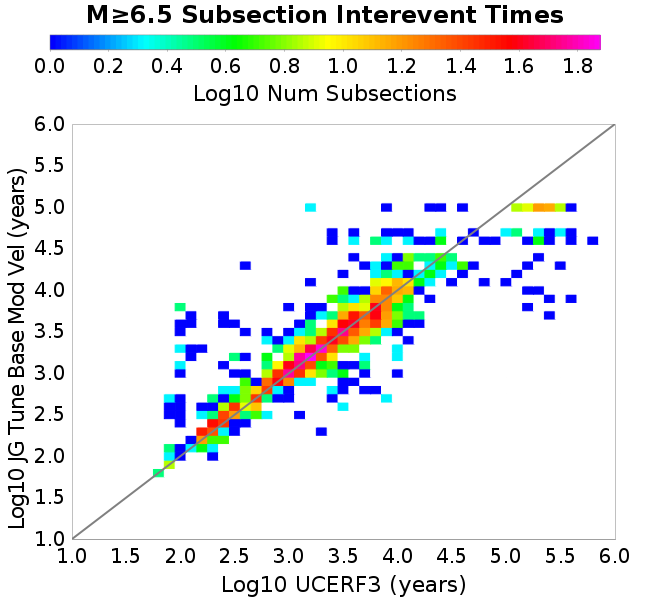 M≥6.5 Subsection Interevent Times
0.0 0.2 0.4 0.6 0.8 1.0 1.2 1.4 1.6 1.8
Log10 Num Subsections
6.0
5.5
5.0
4.5
4.0
3.5
3.0
2.5
2.0
1.5
1.0
Log10 JG Tune Base Mod Vel (years)
1.0 1.5 2.0 2.5 3.0 3.5 4.0 4.5 5.0 5.5 6.0
Log10 UCERF3 (years)